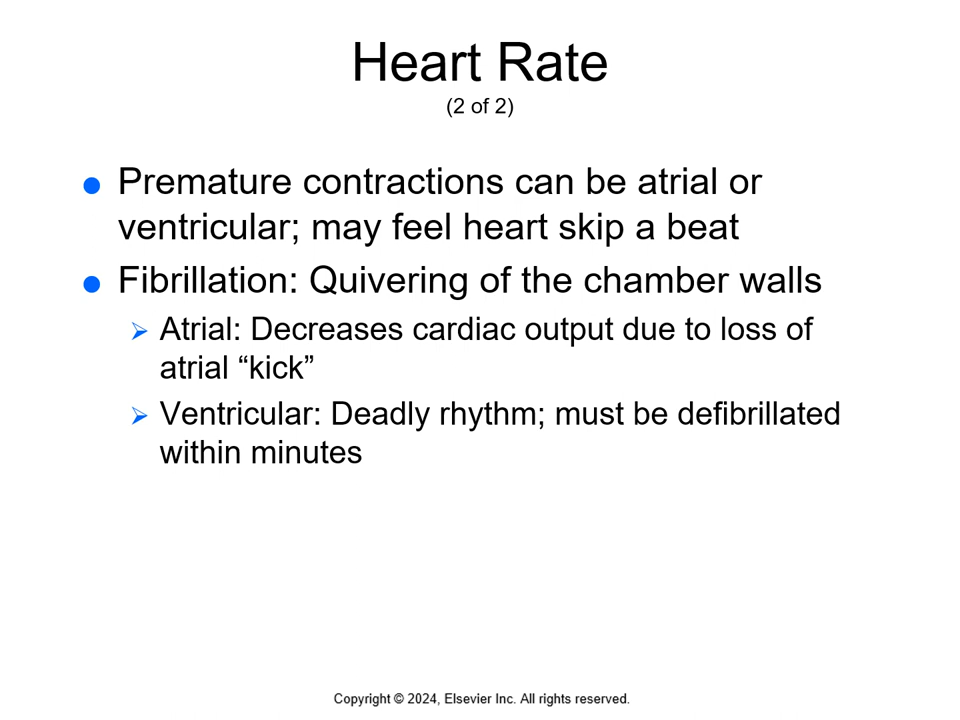 Heart Rate
(2 of 2)
Premature contractions can be atrial or
ventricular; may feel heart skip a beat
Fibrillation: Quivering of the chamber walls
Atrial: Decreases cardiac output due to loss of
atrial “kick”
Ventricular: Deadly rhythm; must be defibrillated
within minutes
Copyright © 2024, Elsevier Inc. All rights reserved.